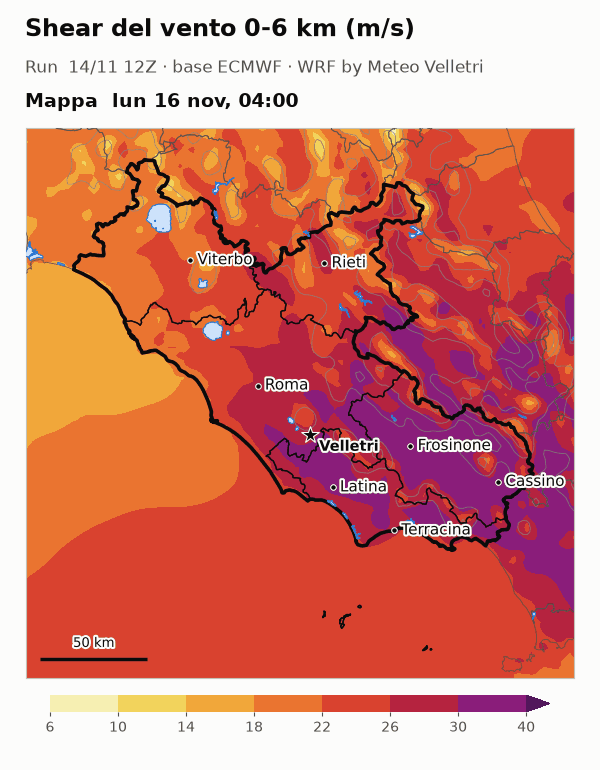 Shear del vento 0-6 km (m/s)
Run  14/11 12Z · base ECMWF · WRF by Meteo Velletri
Mappa  lun 16 nov, 04:00
Viterbo
Rieti
Roma
Velletri
Frosinone
Cassino
Latina
Terracina
50 km
6 10 14 18 22 26 30 40